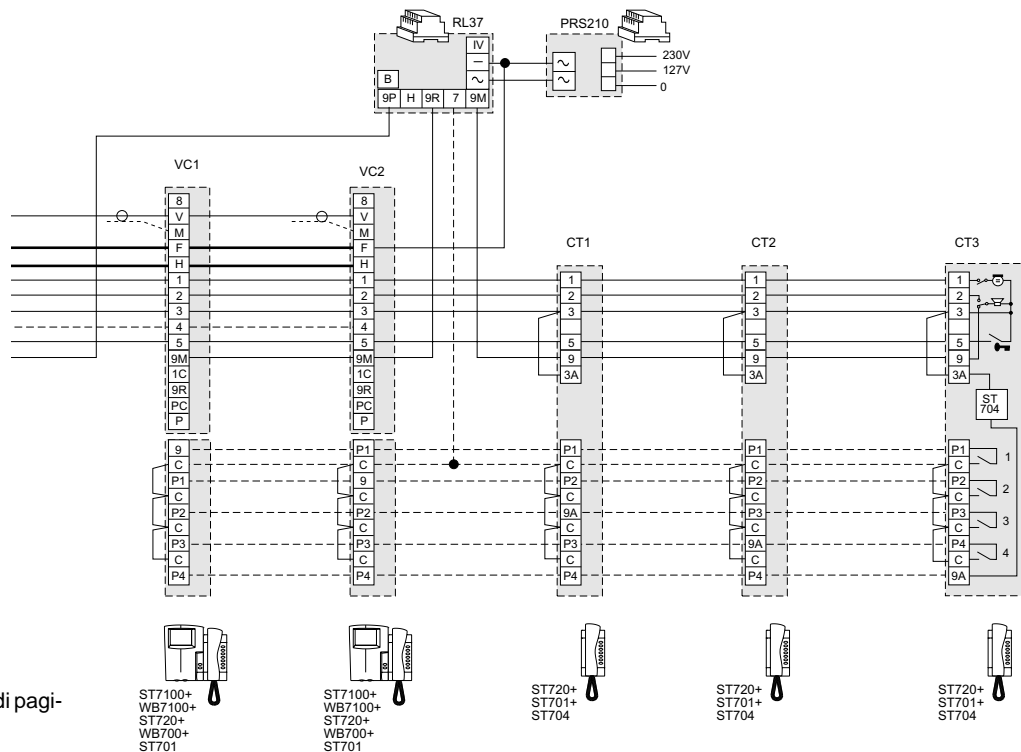 RL37
PRS210
IV
—
~
B
9P H 9R 7 9M
~
~
230V
127V
0
VC1
8
V
M
F
H
1
2
3
4
5
9M
1C
9R
PC
P
9
C
P1
C
P2
C
P3
C
P4
VC2
8
V
M
F
H
1
2
3
4
5
9M
1C
9R
PC
P
P1
C
9
C
P2
C
P3
C
P4
CT1
1
2
3
5
9
3A
P1
C
P2
C
9A
C
P3
C
P4
CT2
1
2
3
5
9
3A
P1
C
P2
C
P3
C
9A
C
P4
CT3
1
2
3
5
9
3A
ST
704
P1
C
P2
C
P3
C
P4
C
9A
1
2
3
4
di pagi-
ST7100+
WB7100+
ST720+
WB700+
ST701
ST7100+
WB7100+
ST720+
WB700+
ST701
ST720+
ST701+
ST704
ST720+
ST701+
ST704
ST720+
ST701+
ST704